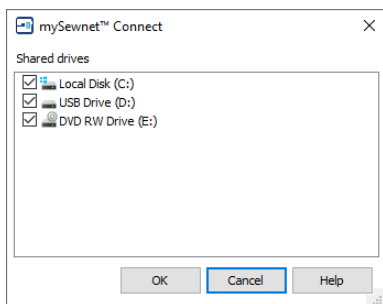 mySewnet™ Connect
Shared drives
Local Disk (C:)
USB Drive (D:)
DVD RW Drive (E:)
OK Cancel Help